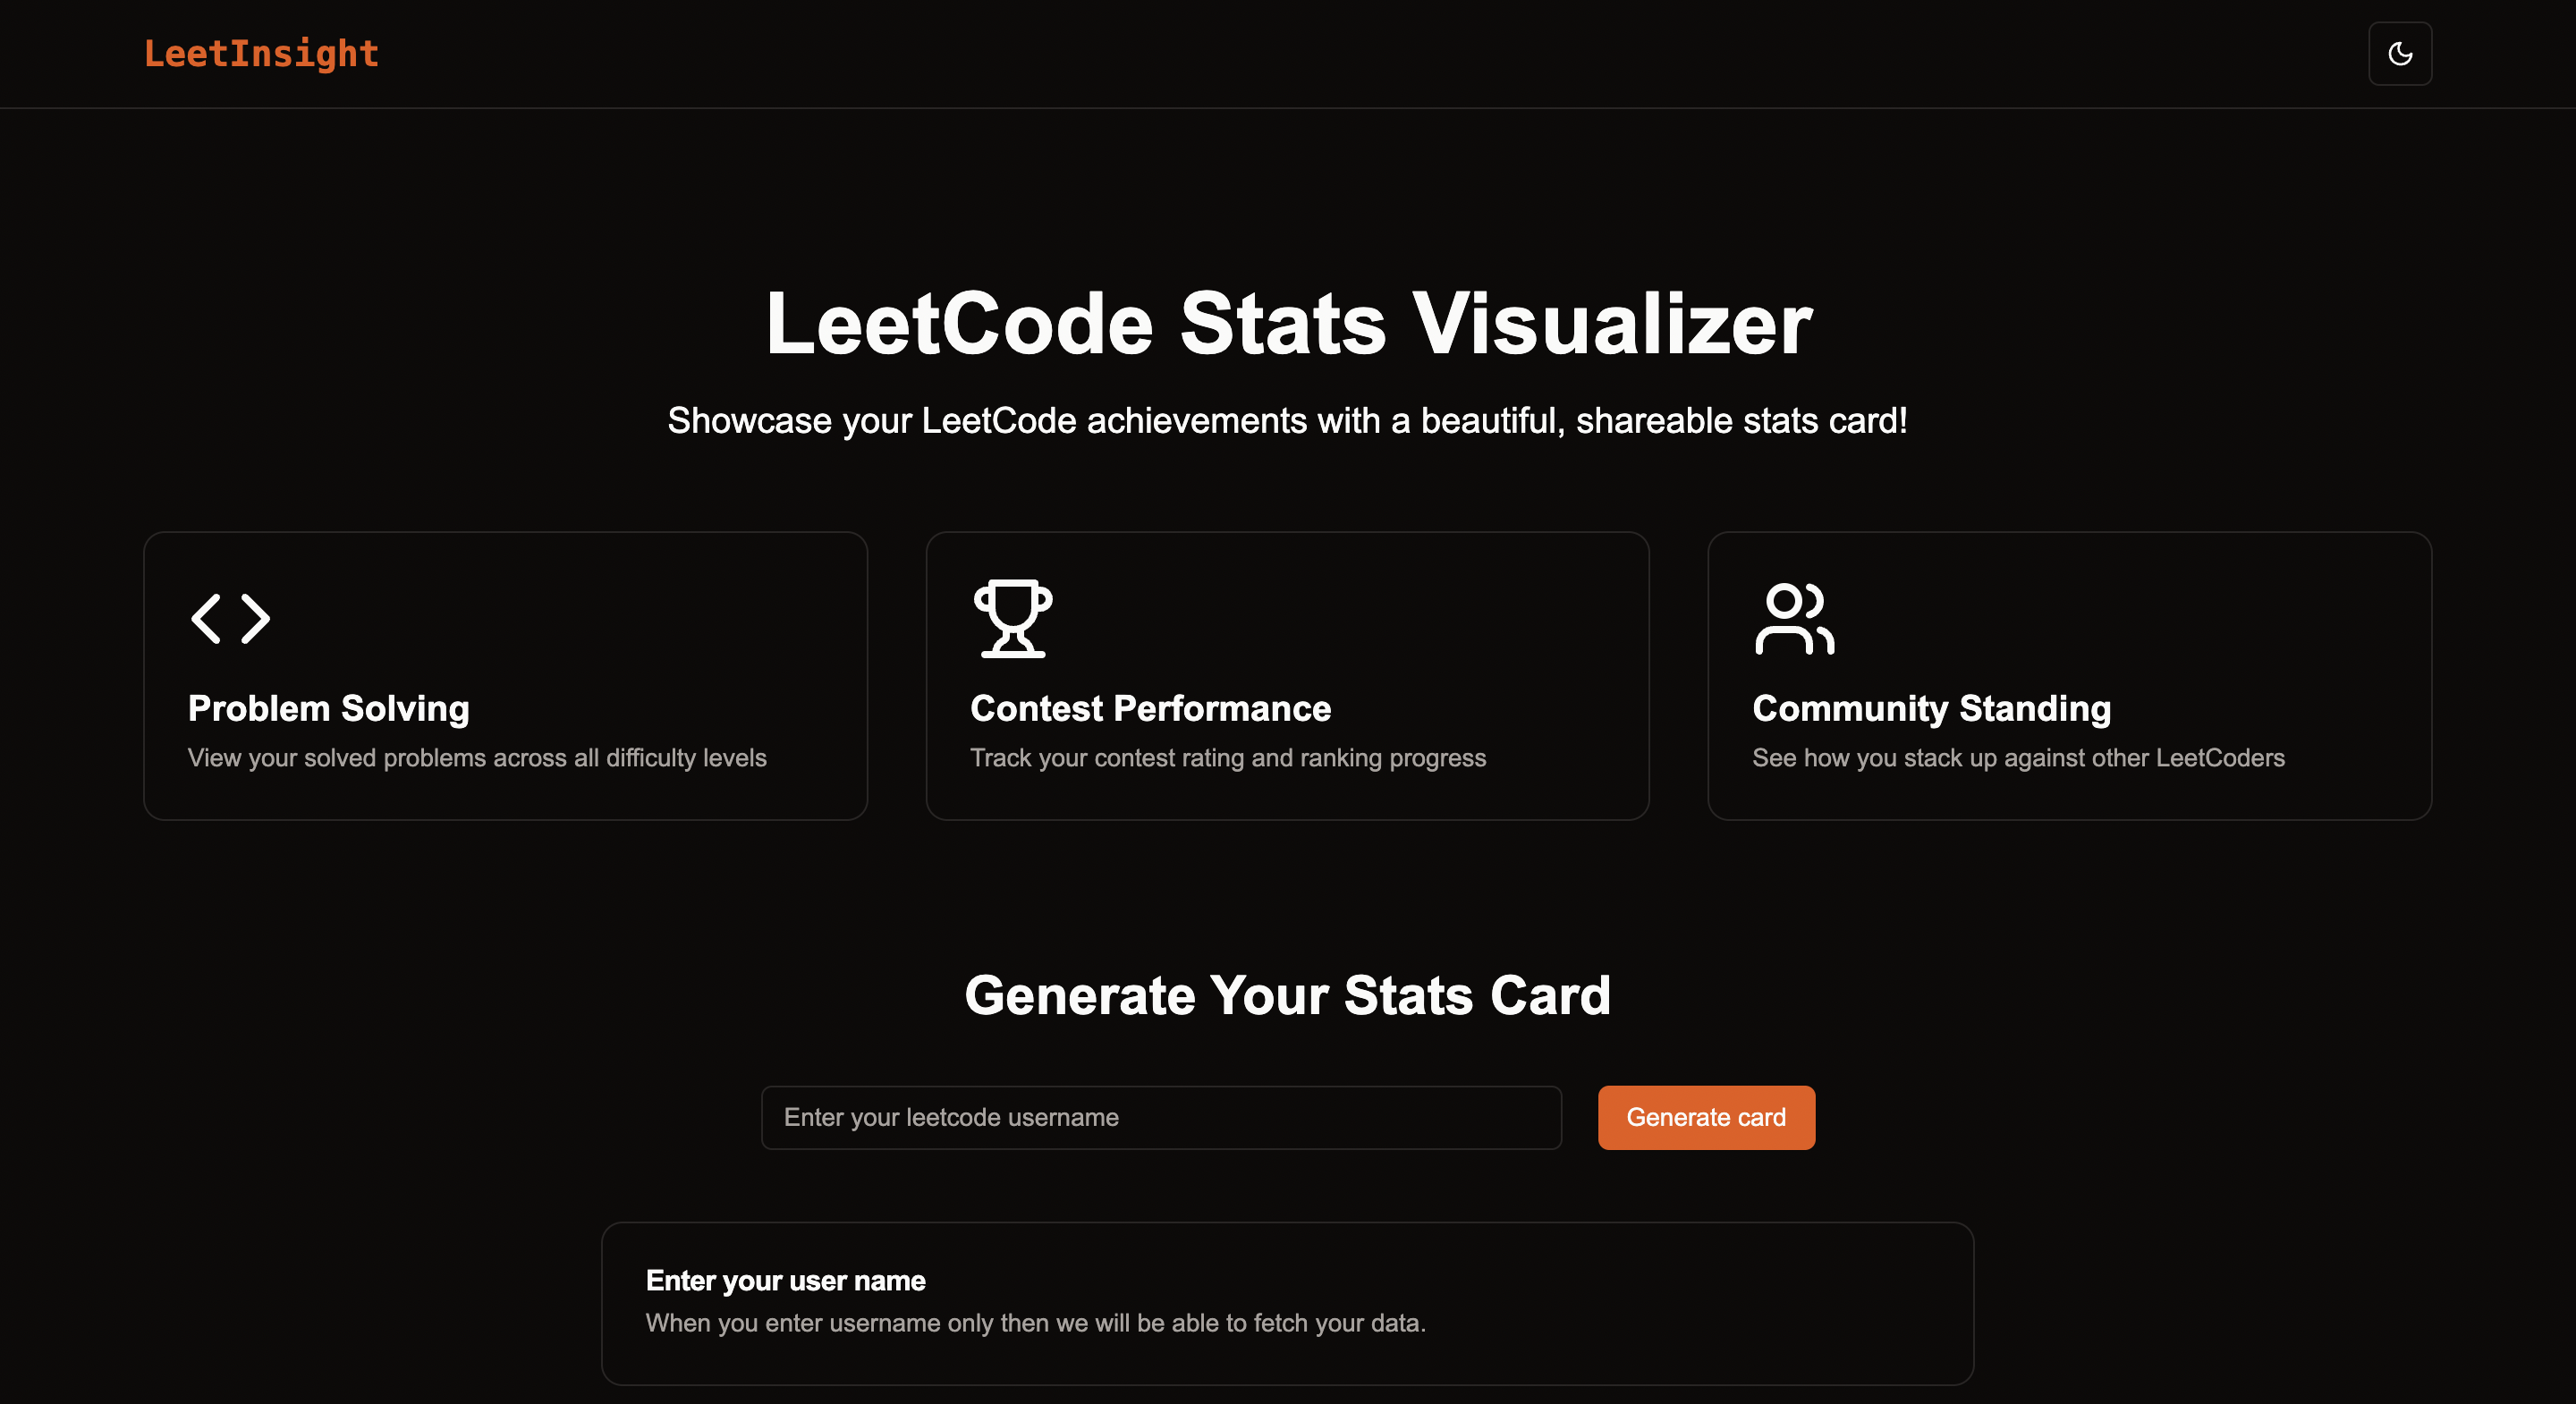 LeetInsight
LeetCode Stats Visualizer
Showcase your LeetCode achievements with a beautiful, shareable stats card!
Problem Solving
View your solved problems across all difficulty levels
Contest Performance
Track your contest rating and ranking progress
Community Standing
See how you stack up against other LeetCoders
Generate Your Stats Card
Enter your leetcode username
Generate card
Enter your user name
When you enter username only then we will be able to fetch your data.